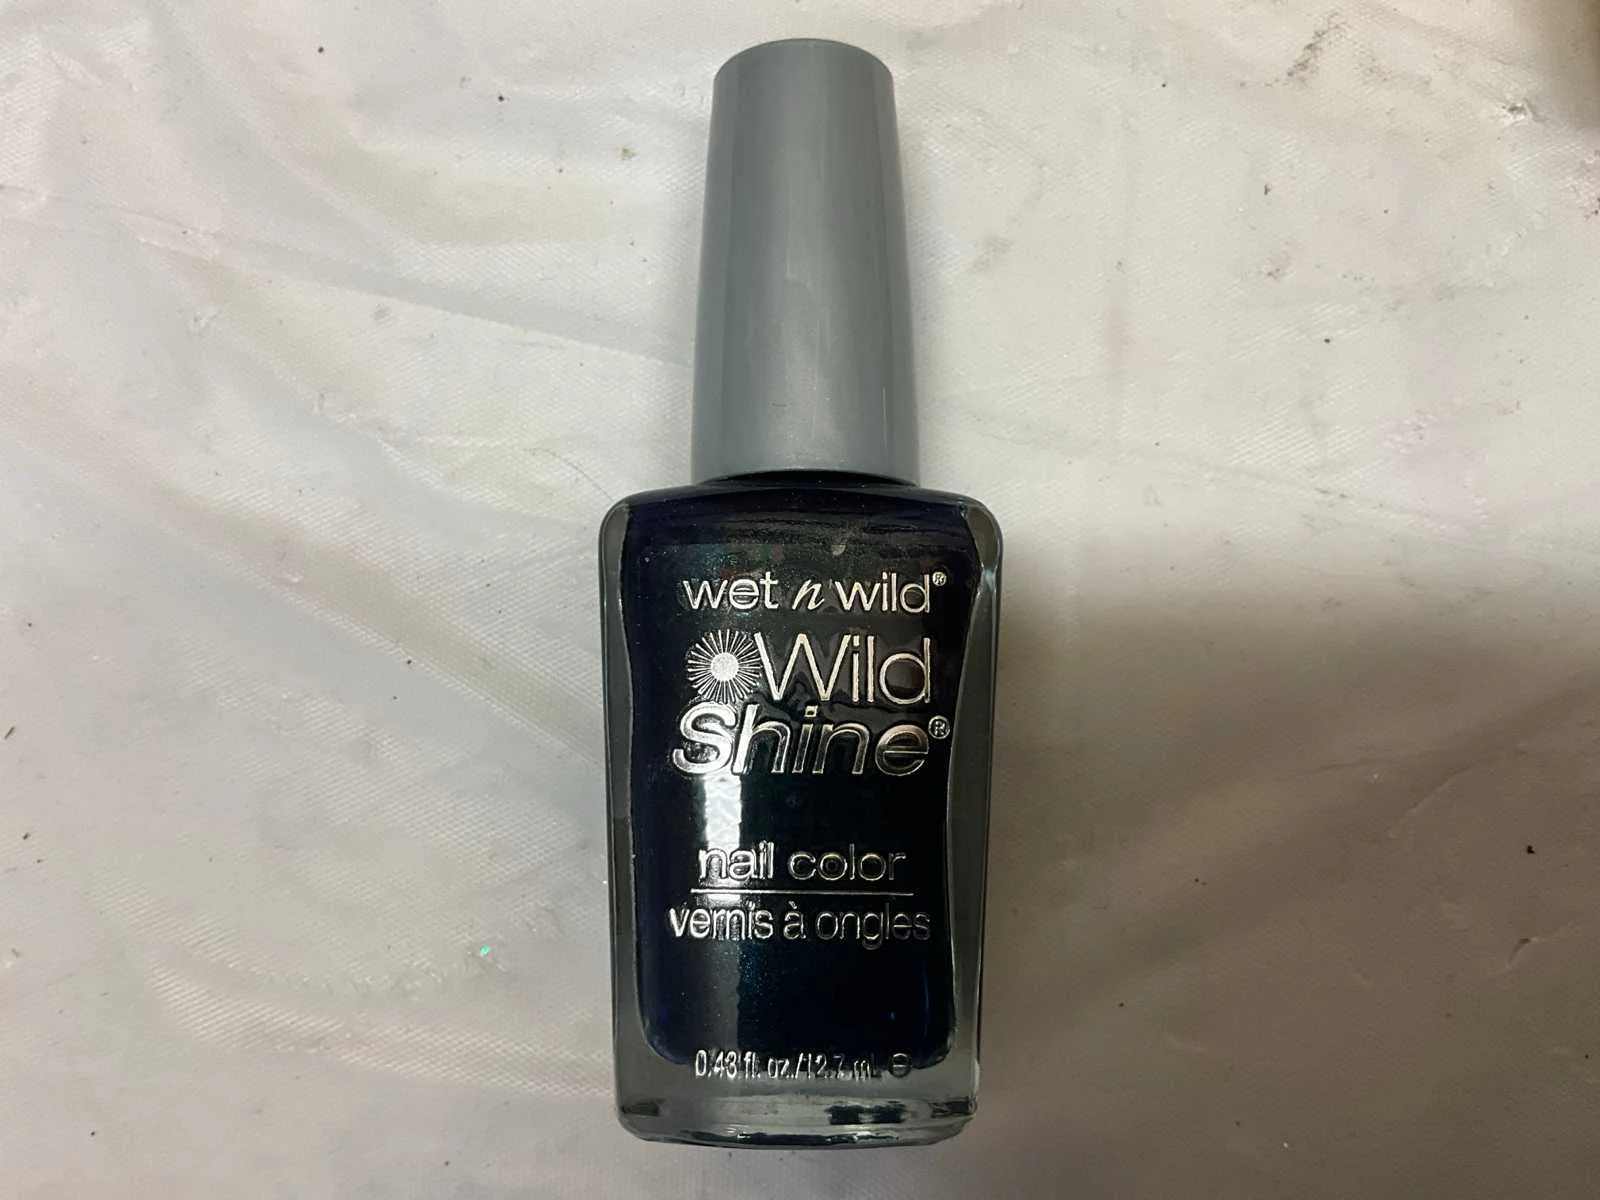 wet n wild®
Wild
Shine®
nail color
vernis à ongles
0.43 fl. oz./12.7 mL ℮